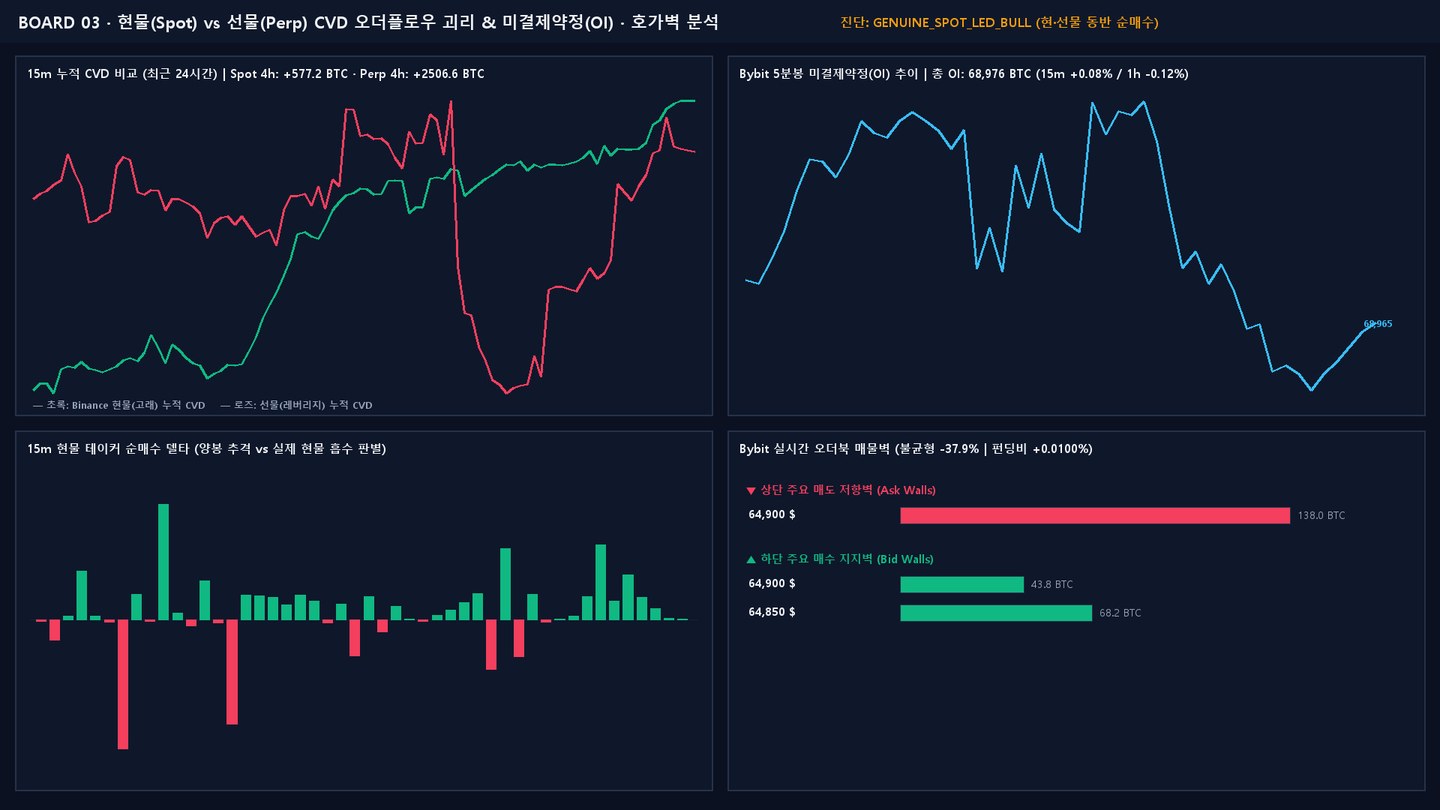 BOARD 03 · 현물(Spot) vs 선물(Perp) CVD 오더플로우 괴리 & 미결제약정(OI) · 호가벽 분석
진단: GENUINE_SPOT_LED_BULL (현·선물 동반 순매수)
15m 누적 CVD 비교 (최근 24시간) | Spot 4h: +577.2 BTC · Perp 4h: +2506.6 BTC
— 초록: Binance 현물(고래) 누적 CVD — 로즈: 선물(레버리지) 누적 CVD
Bybit 5분봉 미결제약정(OI) 추이 | 총 OI: 68,976 BTC (15m +0.08% / 1h -0.12%)
68,965
15m 현물 테이커 순매수 델타 (양봉 추격 vs 실제 현물 흡수 판별)
Bybit 실시간 오더북 매물벽 (불균형 -37.9% | 펀딩비 +0.0100%)
▼ 상단 주요 매도 저항벽 (Ask Walls)
64,900 $ 138.0 BTC
▲ 하단 주요 매수 지지벽 (Bid Walls)
64,900 $ 43.8 BTC
64,850 $ 68.2 BTC